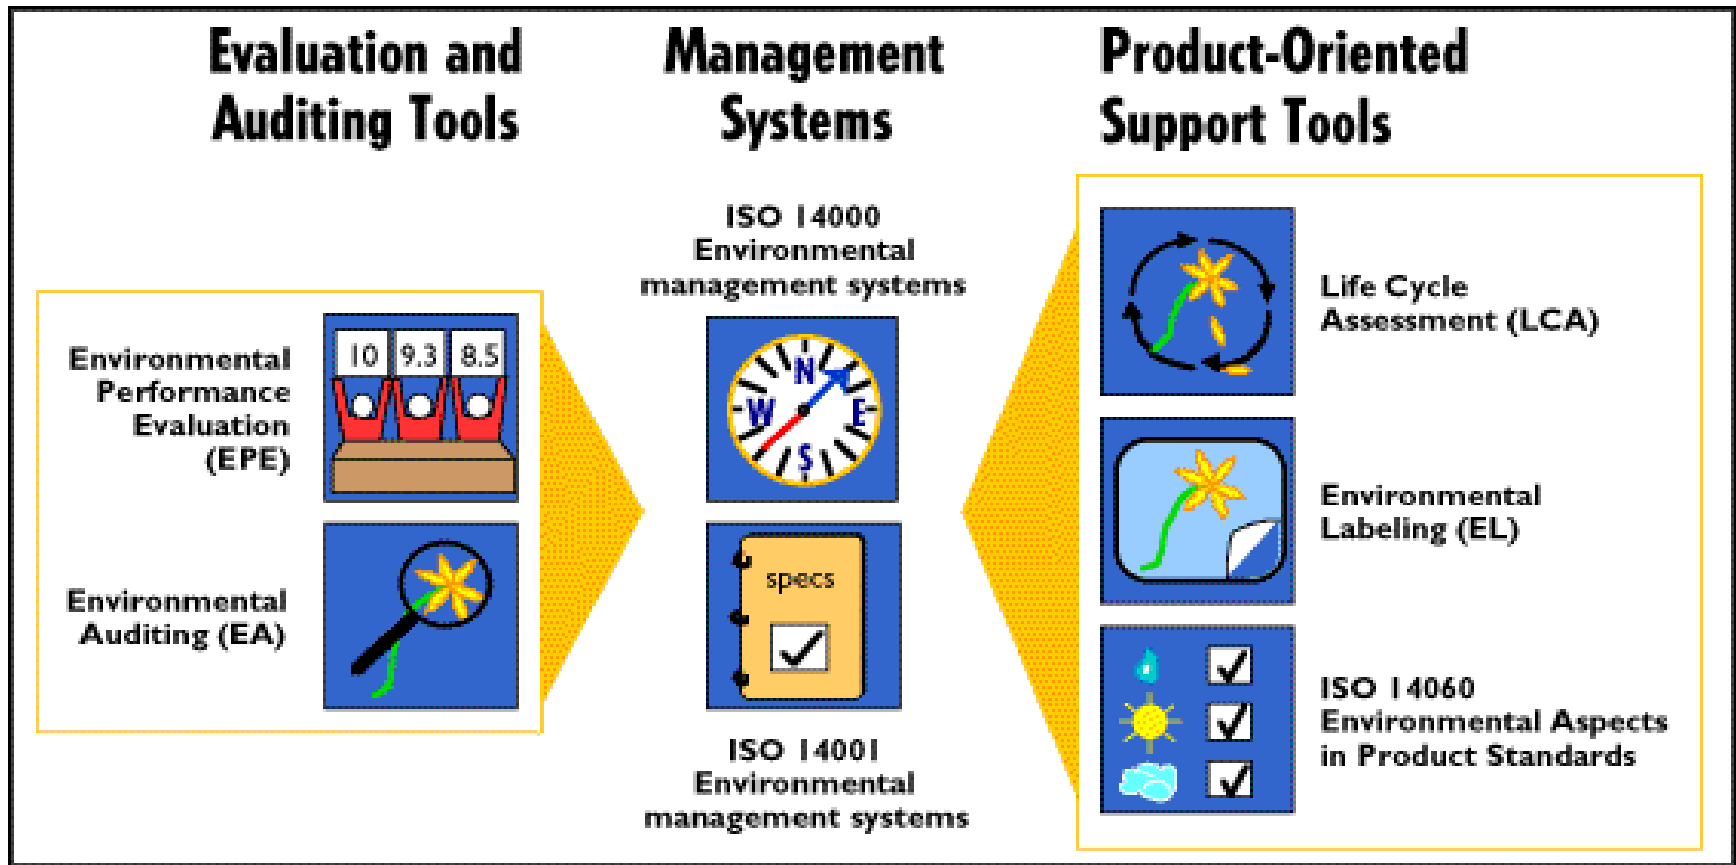 Evaluation and
Auditing Tools
Management
Systems
Product-Oriented
Support Tools
Environmental
Performance
Evaluation
(EPE)
10 9.3 8.5
Environmental
Auditing (EA)
ISO 14000
Environmental
management systems
N
W E
S
specs
ISO 14001
Environmental
management systems
Life Cycle
Assessment (LCA)
Environmental
Labeling (EL)
ISO 14060
Environmental Aspects
in Product Standards